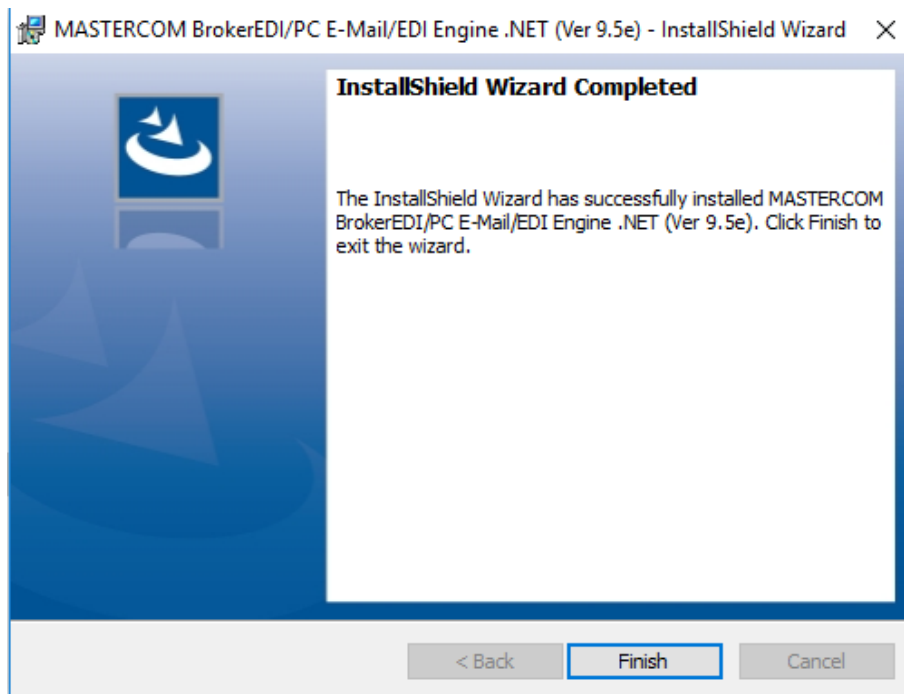 MASTERCOM BrokerEDI/PC E-Mail/EDI Engine .NET (Ver 9.5e) - InstallShield Wizard
InstallShield Wizard Completed
The InstallShield Wizard has successfully installed MASTERCOM
BrokerEDI/PC E-Mail/EDI Engine .NET (Ver 9.5e). Click Finish to
exit the wizard.
< Back Finish Cancel